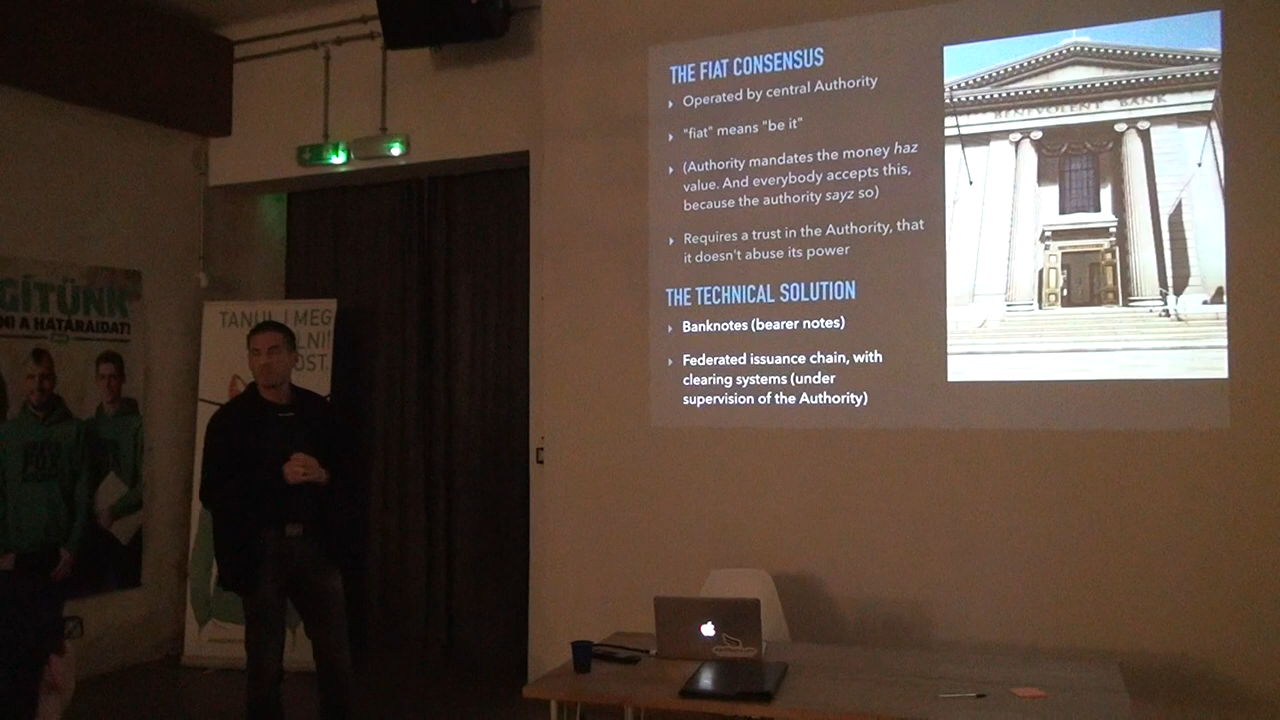 THE FIAT CONSENSUS
Operated by central Authority
"fiat" means "be it"
(Authority mandates the money haz
value. And everybody accepts this,
because the authority sayz so)
Requires a trust in the Authority, that
it doesn't abuse its power
THE TECHNICAL SOLUTION
Banknotes (bearer notes)
Federated issuance chain, with
clearing systems (under
supervision of the Authority)
BENEVOLENT BANK
GÍTÜNK
NI A HATÁRAIDAT!
TANULJ MEG
LNI!
OST.